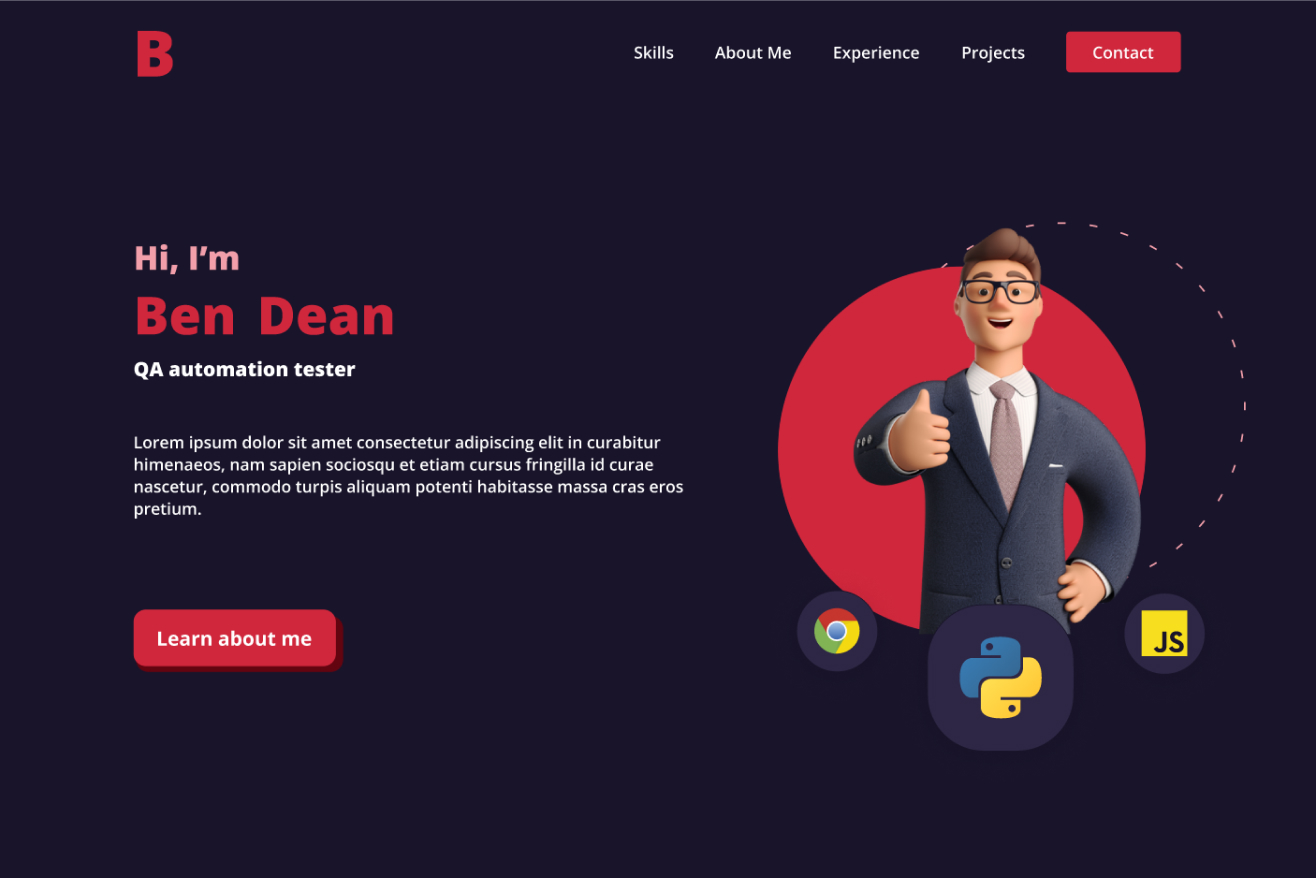 B
Skills
About Me
Experience
Projects
Contact
Hi, I’m
Ben Dean
QA automation tester
Lorem ipsum dolor sit amet consectetur adipiscing elit in curabitur
himenaeos, nam sapien sociosqu et etiam cursus fringilla id curae
nascetur, commodo turpis aliquam potenti habitasse massa cras eros
pretium.
Learn about me
JS